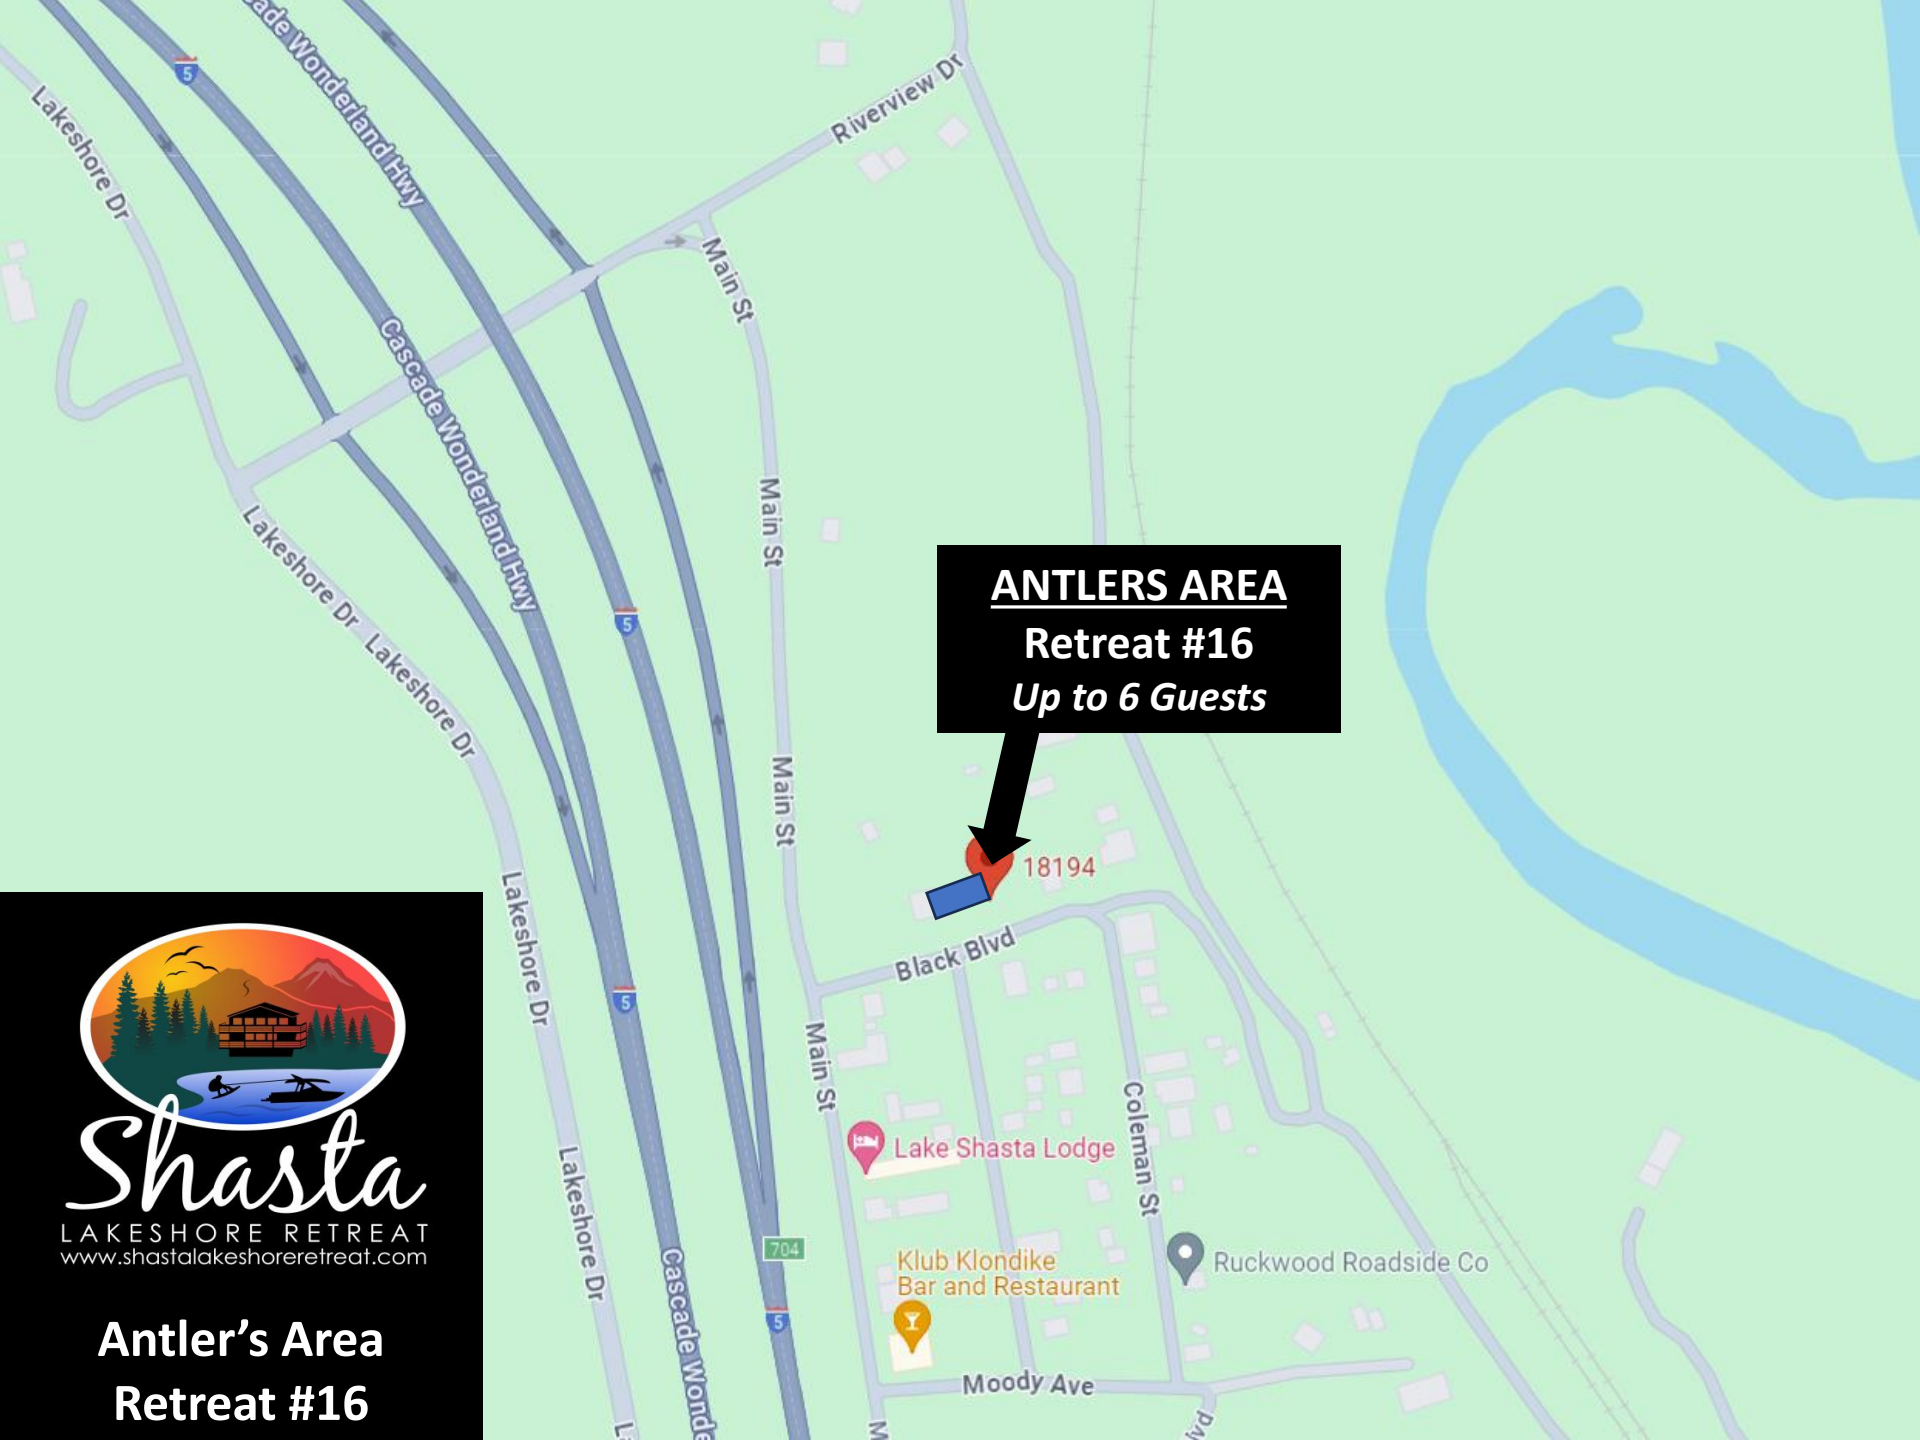 5
Cascade Wonderland Hwy
Riverview Dr
Lakeshore Dr
Main St
Cascade Wonderland Hwy
Main St
Lakeshore Dr
Lakeshore Dr
5
ANTLERS AREA
Retreat #16
Up to 6 Guests
Main St
18194
Lakeshore Dr
Black Blvd
5
Main St
Coleman St
Lake Shasta Lodge
Lakeshore Dr
704
Klub Klondike
Bar and Restaurant
Ruckwood Roadside Co
Cascade Wonde
5
Moody Ave
L
M
lvd
Shasta
LAKESHORE RETREAT
www.shastalakeshoreretreat.com
Antler’s Area
Retreat #16